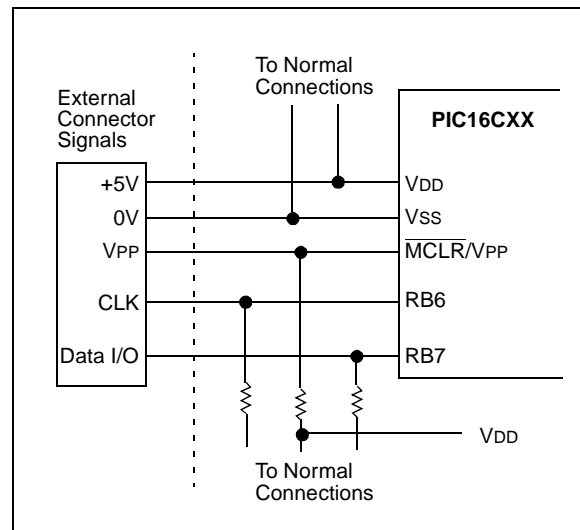 To Normal
Connections
External
Connector
Signals
PIC16CXX
+5V
VDD
0V
VSS
VPP
MCLR/VPP
CLK
RB6
Data I/O
RB7
VDD
To Normal
Connections